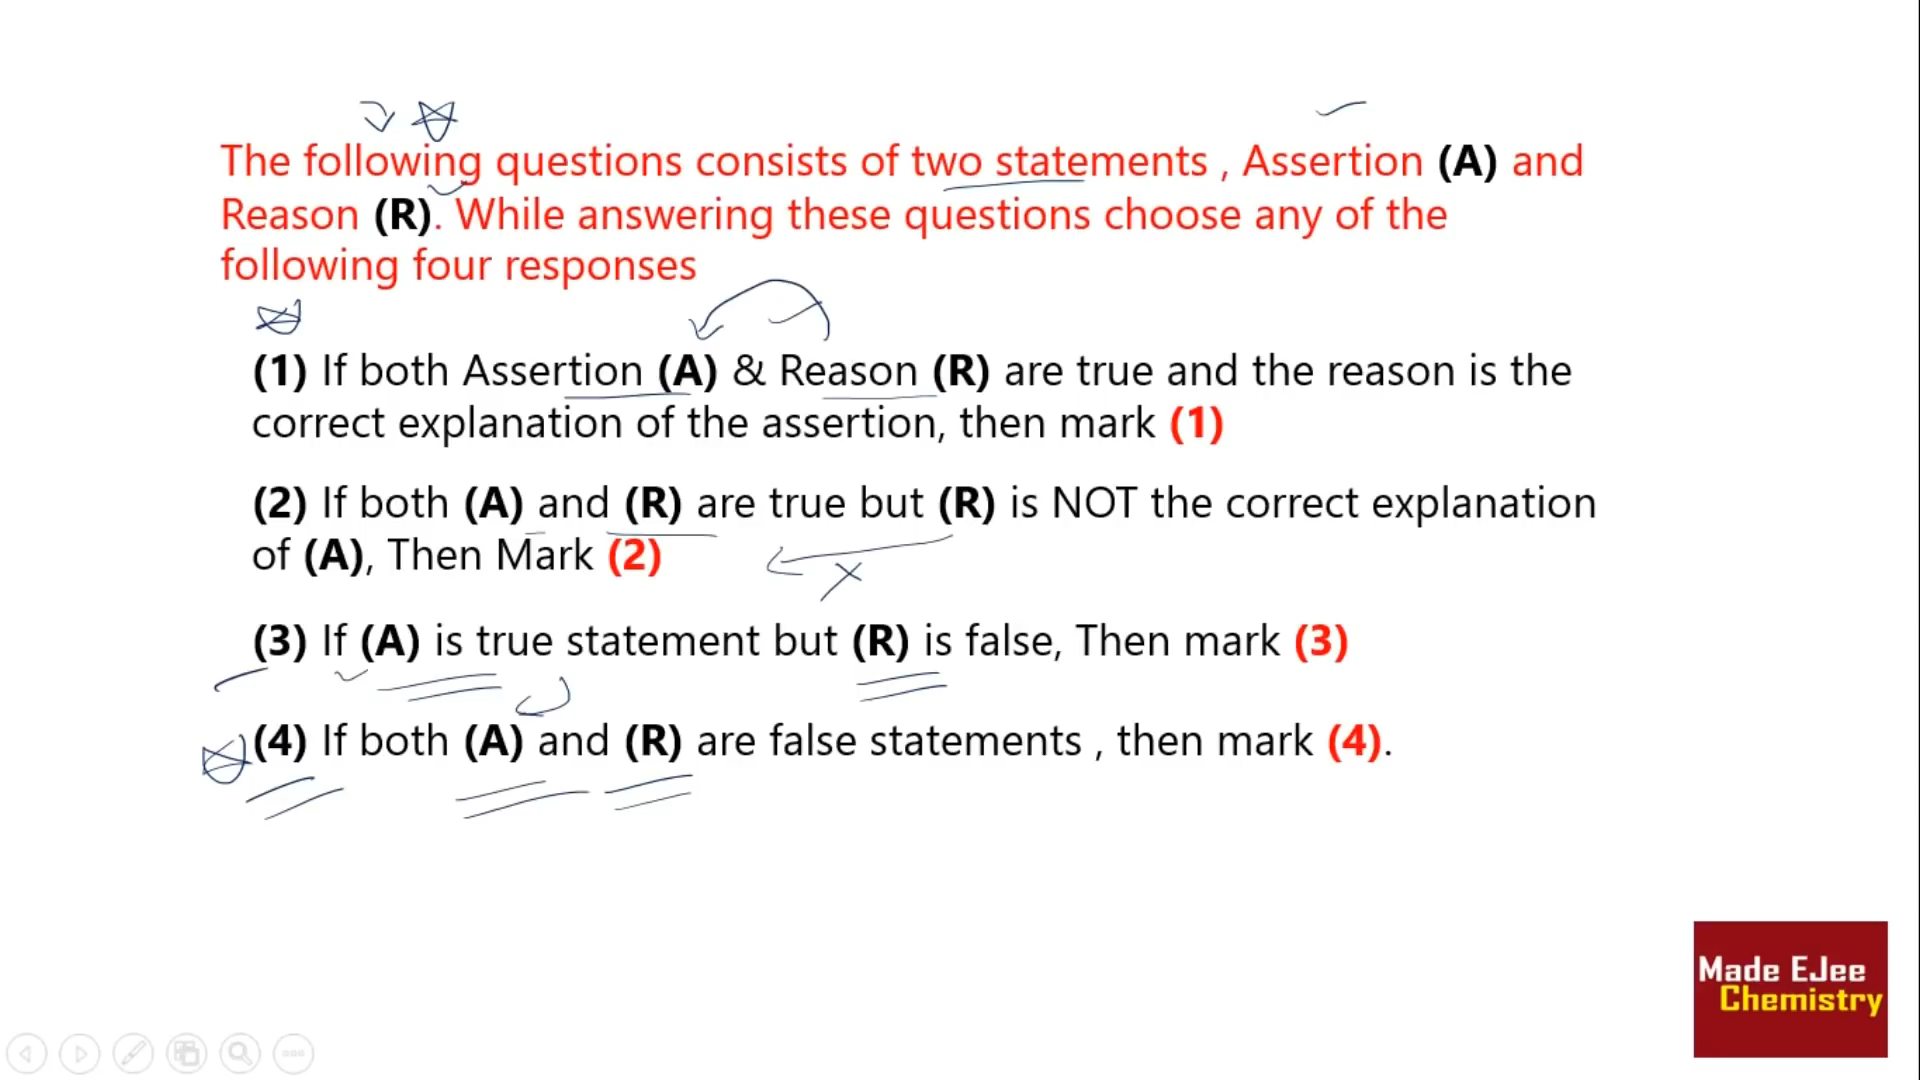 The following questions consists of two statements , Assertion (A) and
Reason (R). While answering these questions choose any of the
following four responses
(1) If both Assertion (A) & Reason (R) are true and the reason is the
correct explanation of the assertion, then mark (1)
(2) If both (A) and (R) are true but (R) is NOT the correct explanation
of (A), Then Mark (2)
(3) If (A) is true statement but (R) is false, Then mark (3)
(4) If both (A) and (R) are false statements , then mark (4).
Made EJee
Chemistry